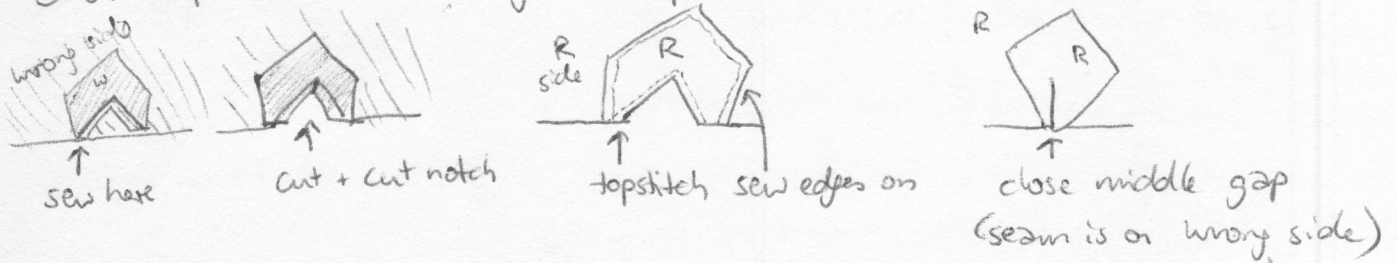 wrong side
W
sew here
cut + cut notch
R
side
R
topstitch
sew edges on
R
R
close middle gap
(seam is on wrong side)